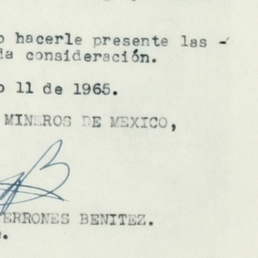 o hacerle presente las -
da consideración.
o 11 de 1965.
MINEROS DE MEXICO,
ERRONES BENITEZ.